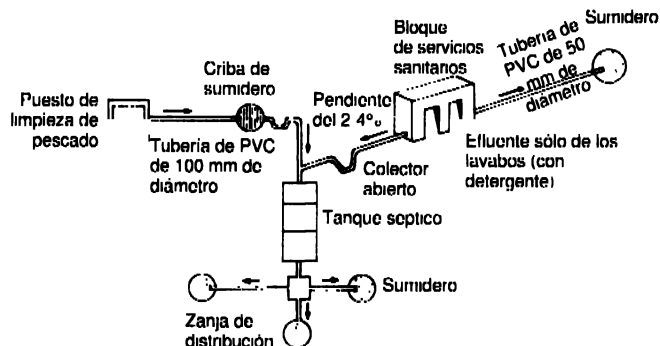 Puesto de
limpieza de
pescado
Criba de
sumidero
Tubería de PVC
de 100 mm de
diámetro
Pendiente
del 2 4%
Bloque
de servicios
sanitarios
Tubería de
PVC de 50
mm de
diámetro
Sumidero
Efluente sólo de los
lavabos (con
detergente)
Colector
abierto
Tanque septico
Sumidero
Zanja de
distribución